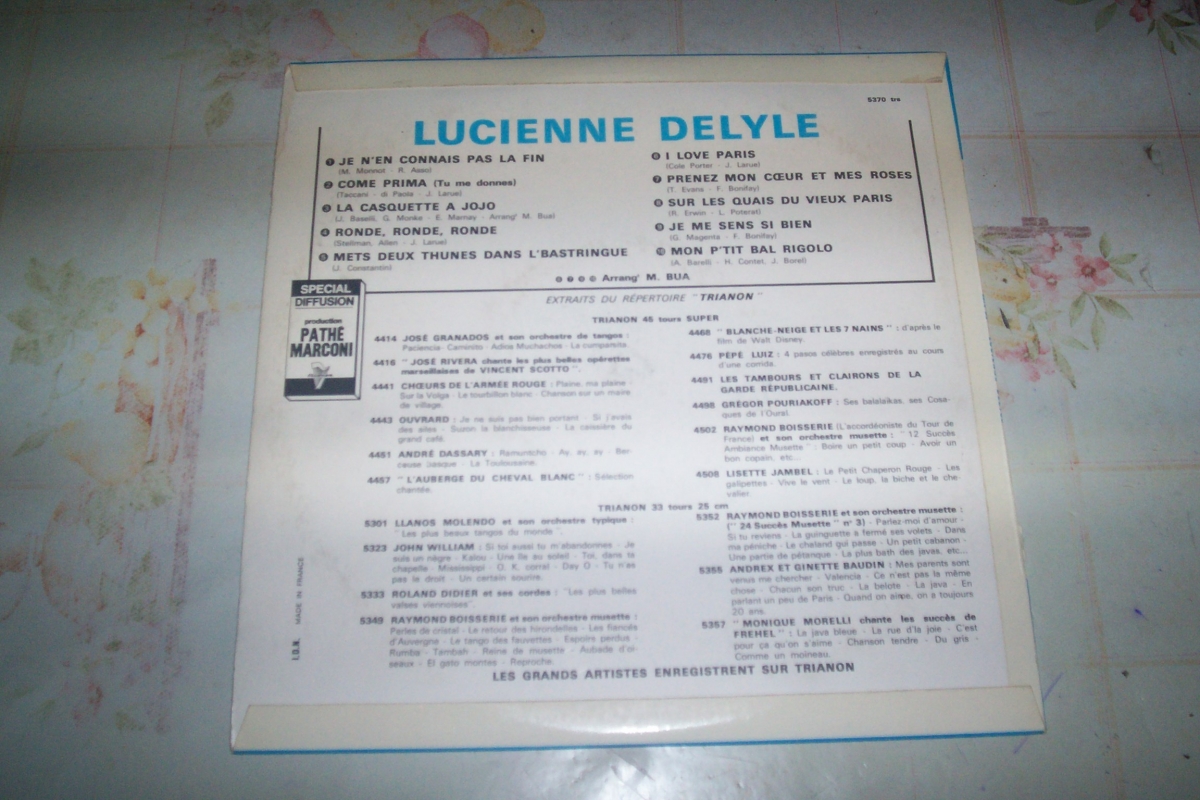 5370 trs
LUCIENNE DELYLE
1 JE N'EN CONNAIS PAS LA FIN
(M. Monnot - R. Asso)
2 COME PRIMA (Tu me donnes)
(Taccani - di Paola - J. Larue)
3 LA CASQUETTE A JOJO
(J. Baselli, G. Monke - E. Marnay - Arrangt M. Bua)
4 RONDE, RONDE, RONDE
(Stellman, Allen - J. Larue)
5 METS DEUX THUNES DANS L'BASTRINGUE
(J. Constantin)
6 I LOVE PARIS
(Cole Porter - J. Larue)
7 PRENEZ MON CŒUR ET MES ROSES
(T. Evans - F. Bonifay)
8 SUR LES QUAIS DU VIEUX PARIS
(R. Erwin - L. Poterat)
9 JE ME SENS SI BIEN
(G. Magenta - F. Bonifay)
10 MON P'TIT BAL RIGOLO
(A. Barelli - H. Contet, J. Borel)
Arrangt M. BUA
SPECIAL
DIFFUSION
production
PATHÉ
MARCONI
EXTRAITS DU RÉPERTOIRE "TRIANON"
TRIANON 45 tours SUPER
4414 JOSÉ GRANADOS et son orchestre de tangos :
Paciencia - Caminito - Adios Muchachos - La cumparsita.
4416 " JOSÉ RIVERA chante les plus belles opérettes
marseillaises de VINCENT SCOTTO ".
4441 CHŒURS DE L'ARMÉE ROUGE : Plaine, ma plaine -
Sur la Volga - Le tourbillon blanc - Chanson sur un maire
de village.
4443 OUVRARD : Je ne suis pas bien portant - Si j'avais
des ailes - Suzon la blanchisseuse - La caissière du
grand café.
4451 ANDRÉ DASSARY : Ramuntcho - Ay, ay, ay - Ber-
ceuse basque - La Toulousaine.
4457 " L'AUBERGE DU CHEVAL BLANC " : Sélection
chantée.
4468 " BLANCHE-NEIGE ET LES 7 NAINS " : d'après le
film de Walt Disney.
4476 PÉPÉ LUIZ : 4 pasos célèbres enregistrés au cours
d'une corrida.
4491 LES TAMBOURS ET CLAIRONS DE LA
GARDE RÉPUBLICAINE.
4498 GRÉGOR POURIAKOFF : Ses balalaïkas, ses Cosa-
ques de l'Oural.
4502 RAYMOND BOISSERIE (L'accordéoniste du Tour de
France) et son orchestre musette : " 12 Succès
Ambiance Musette " : Boire un petit coup - Avoir un
bon copain, etc...
4508 LISETTE JAMBEL : Le Petit Chaperon Rouge - Les
galipettes - Vive le vent - Le loup, la biche et le che-
valier.
TRIANON 33 tours 25 cm
5301 LLANOS MOLENDO et son orchestre typique :
" Les plus beaux tangos du monde ".
5323 JOHN WILLIAM : Si toi aussi tu m'abandonnes - Je
suis un nègre - Kalou - Une île au soleil - Toi, dans ta
chapelle - Mississippi - O. K. corral - Day O - Tu n'as
pas le droit - Un certain sourire.
5333 ROLAND DIDIER et ses cordes : "Les plus belles
valses viennoises".
5349 RAYMOND BOISSERIE et son orchestre musette :
Perles de cristal - Le retour des hirondelles - Les fiancés
d'Auvergne - Le tango des fauvettes - Espoirs perdus -
Rumba - Tambah - Reine de musette - Aubade d'oi-
seaux - El gato montes - Reproche.
5352 RAYMOND BOISSERIE et son orchestre musette :
(" 24 Succès Musette " n° 3) - Parlez-moi d'amour -
Si tu reviens - La guinguette a fermé ses volets - Dans
ma péniche - Le chaland qui passe - Un petit cabanon -
Une partie de pétanque - La plus bath des javas, etc...
5355 ANDREX ET GINETTE BAUDIN : Mes parents sont
venus me chercher - Valencia - Ce n'est pas la même
chose - Chacun son truc - La belote - La java - En
parlant un peu de Paris - Quand on aime, on a toujours
20 ans.
5357 " MONIQUE MORELLI chante les succès de
FREHEL " : La java bleue - La rue d'la joie - C'est
pour ça qu'on s'aime - Chanson tendre - Du gris -
Comme un moineau.
LES GRANDS ARTISTES ENREGISTRENT SUR TRIANON
MADE IN FRANCE